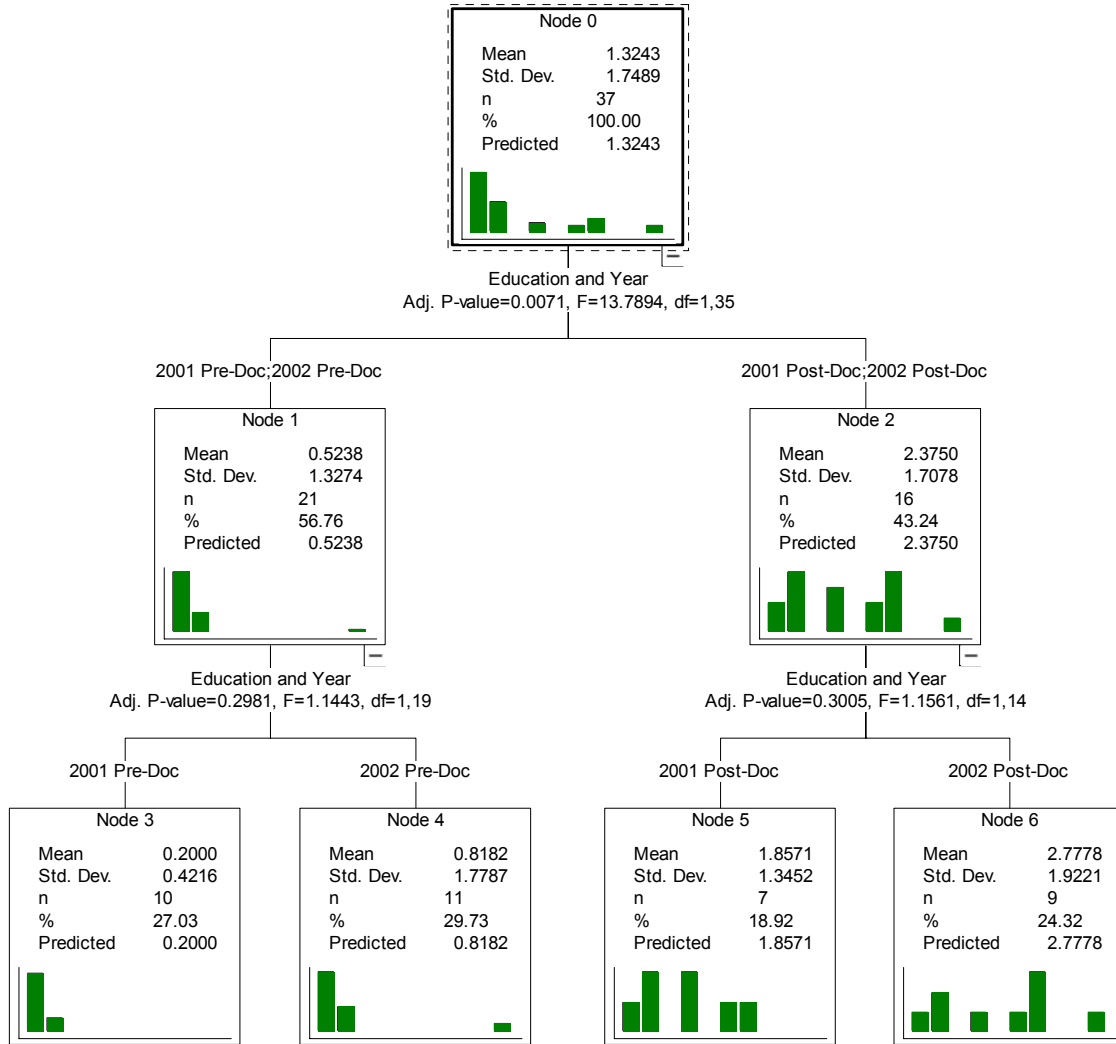 Node 0
Mean 1.3243
Std. Dev. 1.7489
n 37
% 100.00
Predicted 1.3243
Education and Year
Adj. P-value=0.0071, F=13.7894, df=1,35
2001 Pre-Doc;2002 Pre-Doc
2001 Post-Doc;2002 Post-Doc
Node 1
Mean 0.5238
Std. Dev. 1.3274
n 21
% 56.76
Predicted 0.5238
Node 2
Mean 2.3750
Std. Dev. 1.7078
n 16
% 43.24
Predicted 2.3750
Education and Year
Adj. P-value=0.2981, F=1.1443, df=1,19
Education and Year
Adj. P-value=0.3005, F=1.1561, df=1,14
2001 Pre-Doc
2002 Pre-Doc
2001 Post-Doc
2002 Post-Doc
Node 3
Mean 0.2000
Std. Dev. 0.4216
n 10
% 27.03
Predicted 0.2000
Node 4
Mean 0.8182
Std. Dev. 1.7787
n 11
% 29.73
Predicted 0.8182
Node 5
Mean 1.8571
Std. Dev. 1.3452
n 7
% 18.92
Predicted 1.8571
Node 6
Mean 2.7778
Std. Dev. 1.9221
n 9
% 24.32
Predicted 2.7778